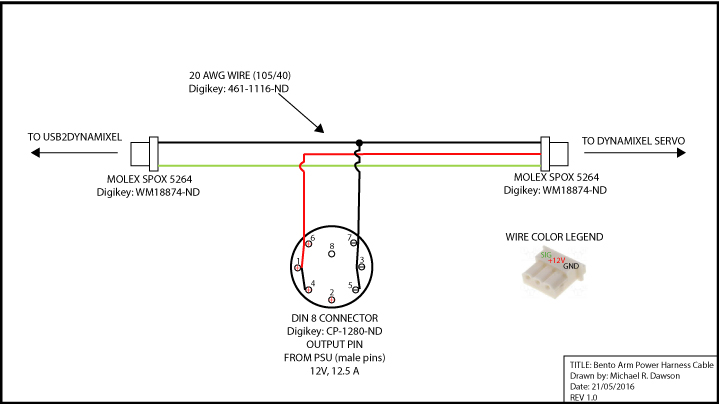 20 AWG WIRE (105/40)
Digikey: 461-1116-ND
TO USB2DYNAMIXEL
TO DYNAMIXEL SERVO
MOLEX SPOX 5264
Digikey: WM18874-ND
MOLEX SPOX 5264
Digikey: WM18874-ND
6
7
8
1
3
4
2
5
WIRE COLOR LEGEND
SIG
+12V
GND
DIN 8 CONNECTOR
Digikey: CP-1280-ND
OUTPUT PIN
FROM PSU (male pins)
12V, 12.5 A
TITLE: Bento Arm Power Harness Cable
Drawn by: Michael R. Dawson
Date: 21/05/2016
REV 1.0